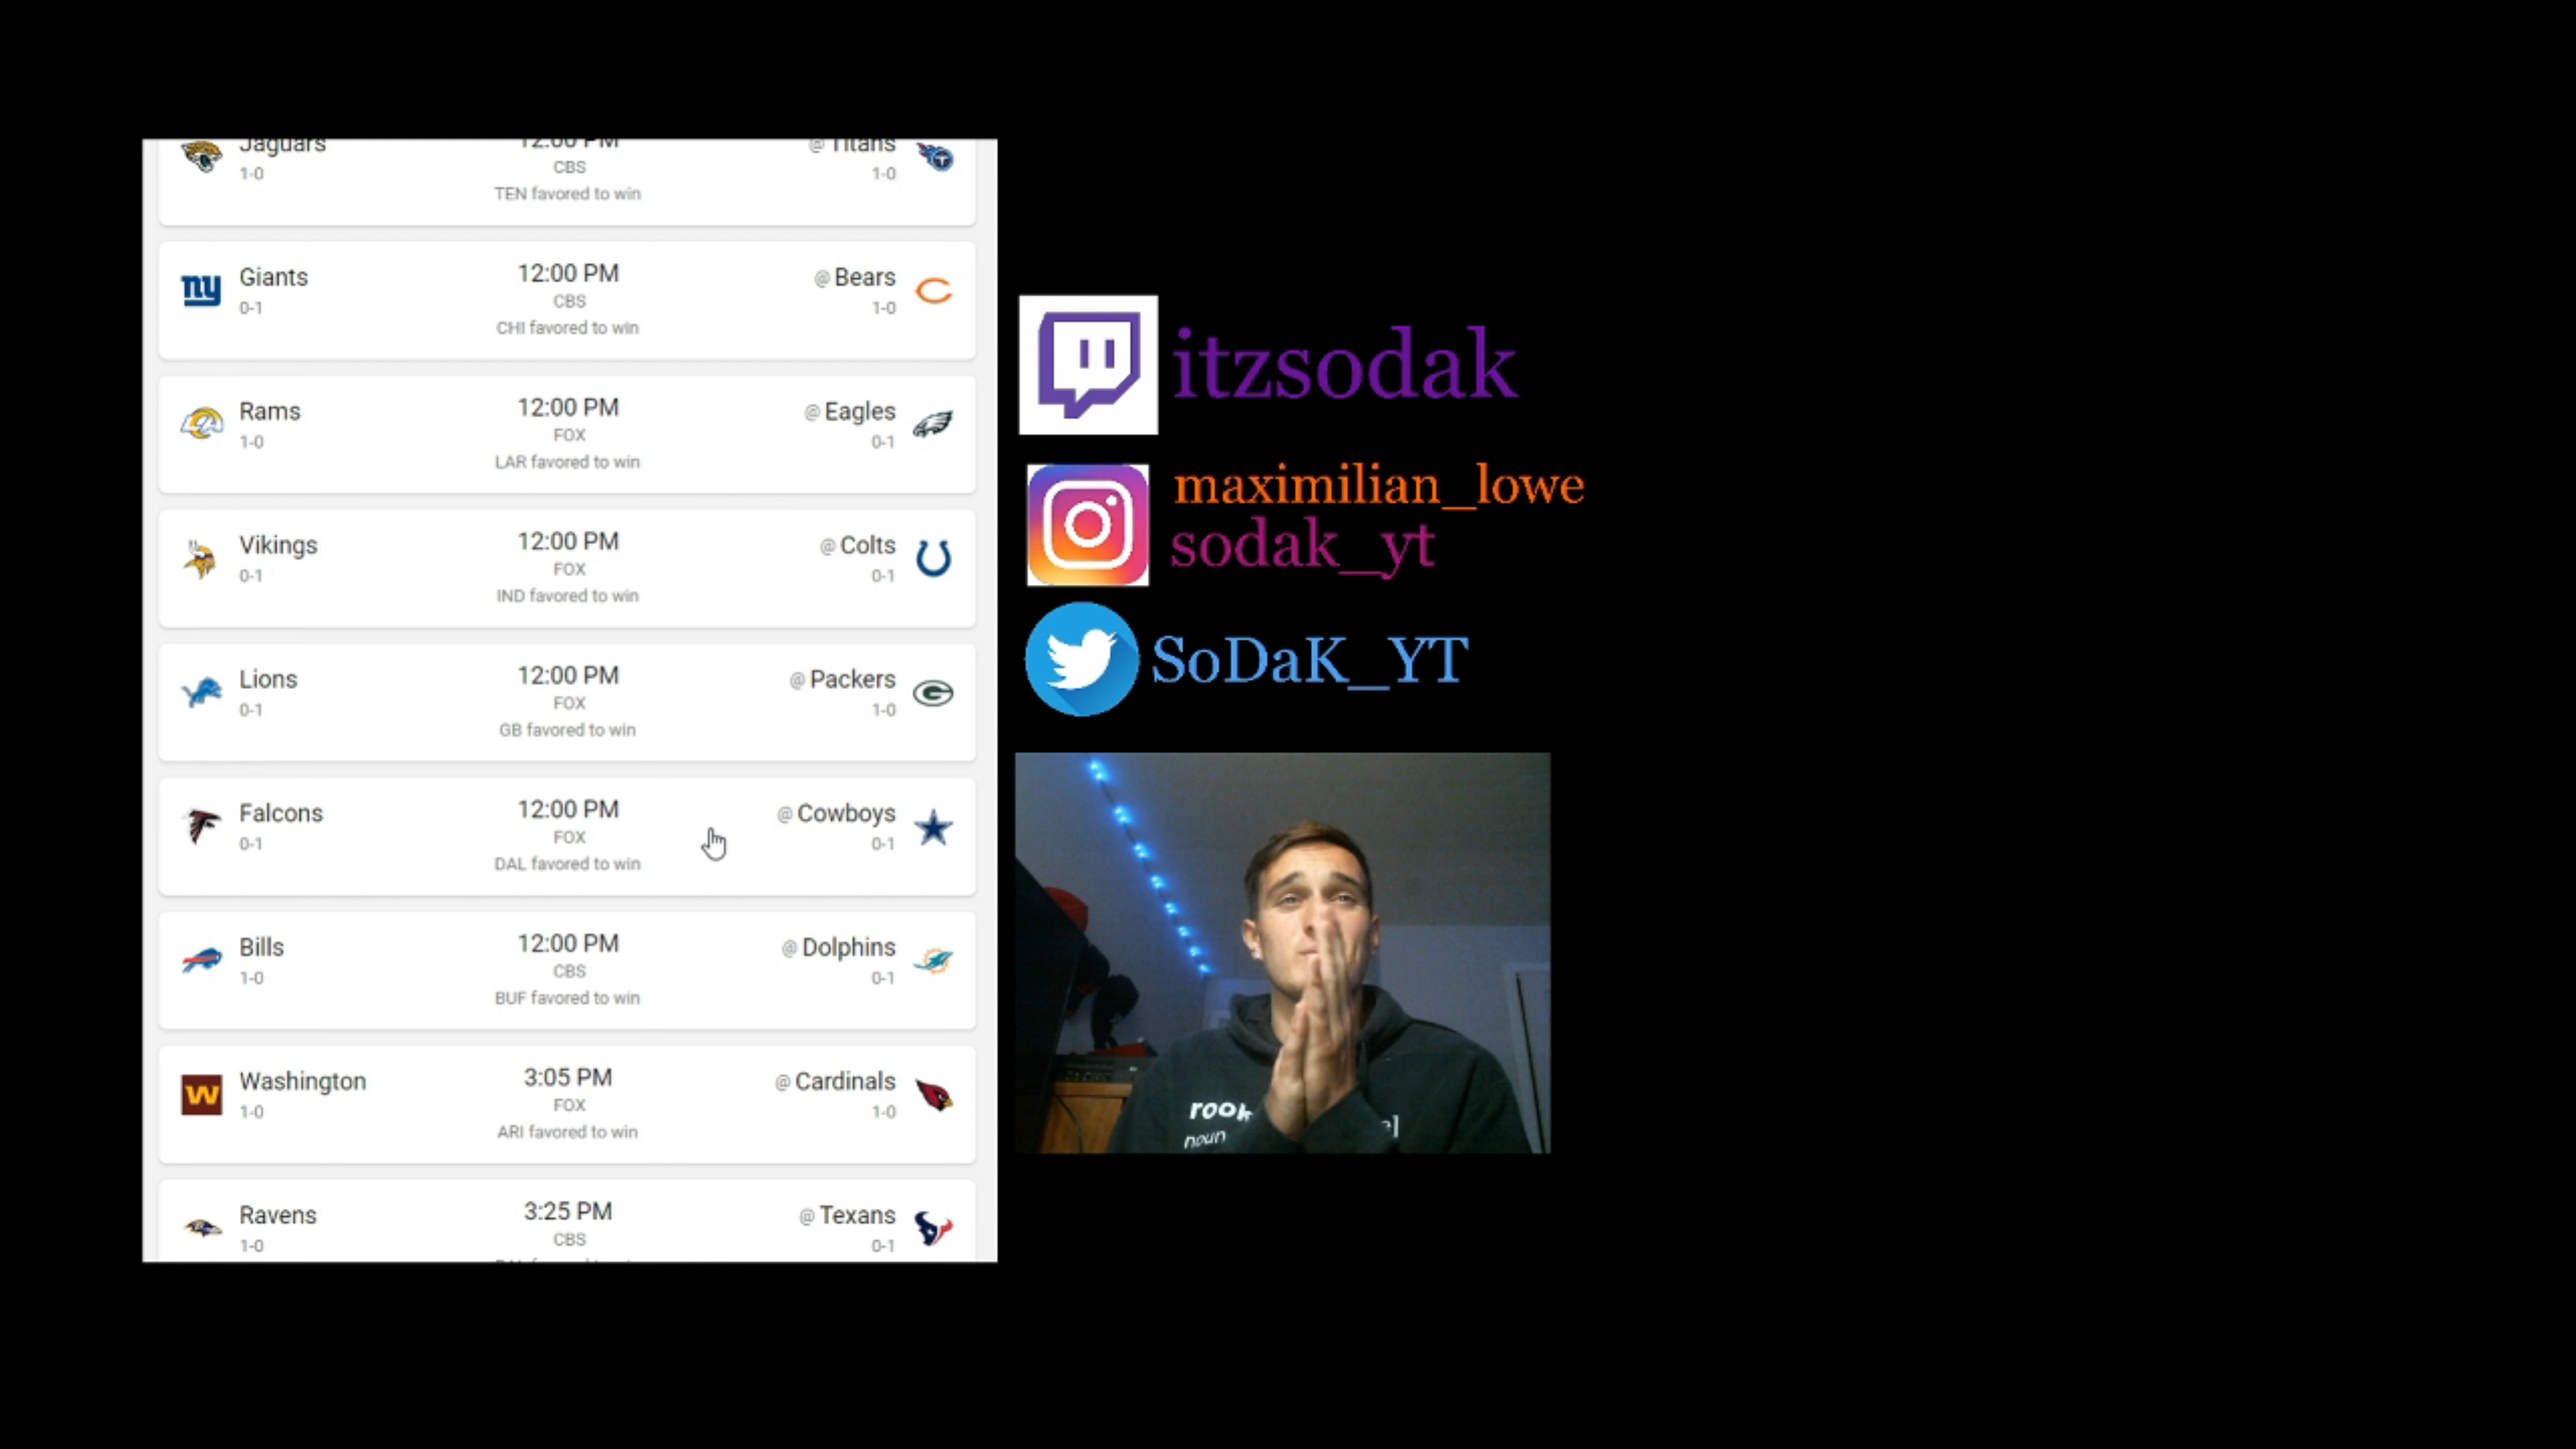 Jaguars 12:00 PM @ Titans
1-0 CBS 1-0
TEN favored to win
ny Giants 12:00 PM @ Bears
0-1 CBS 1-0
CHI favored to win
Rams 12:00 PM @ Eagles
1-0 FOX 0-1
LAR favored to win
Vikings 12:00 PM @ Colts
0-1 FOX 0-1
IND favored to win
Lions 12:00 PM @ Packers
0-1 FOX 1-0
GB favored to win
Falcons 12:00 PM @ Cowboys
0-1 FOX 0-1
DAL favored to win
Bills 12:00 PM @ Dolphins
1-0 CBS 0-1
BUF favored to win
W Washington 3:05 PM @ Cardinals
1-0 FOX 1-0
ARI favored to win
Ravens 3:25 PM @ Texans
1-0 CBS 0-1
itzsodak
maximilian_lowe
sodak_yt
SoDaK_YT
noun